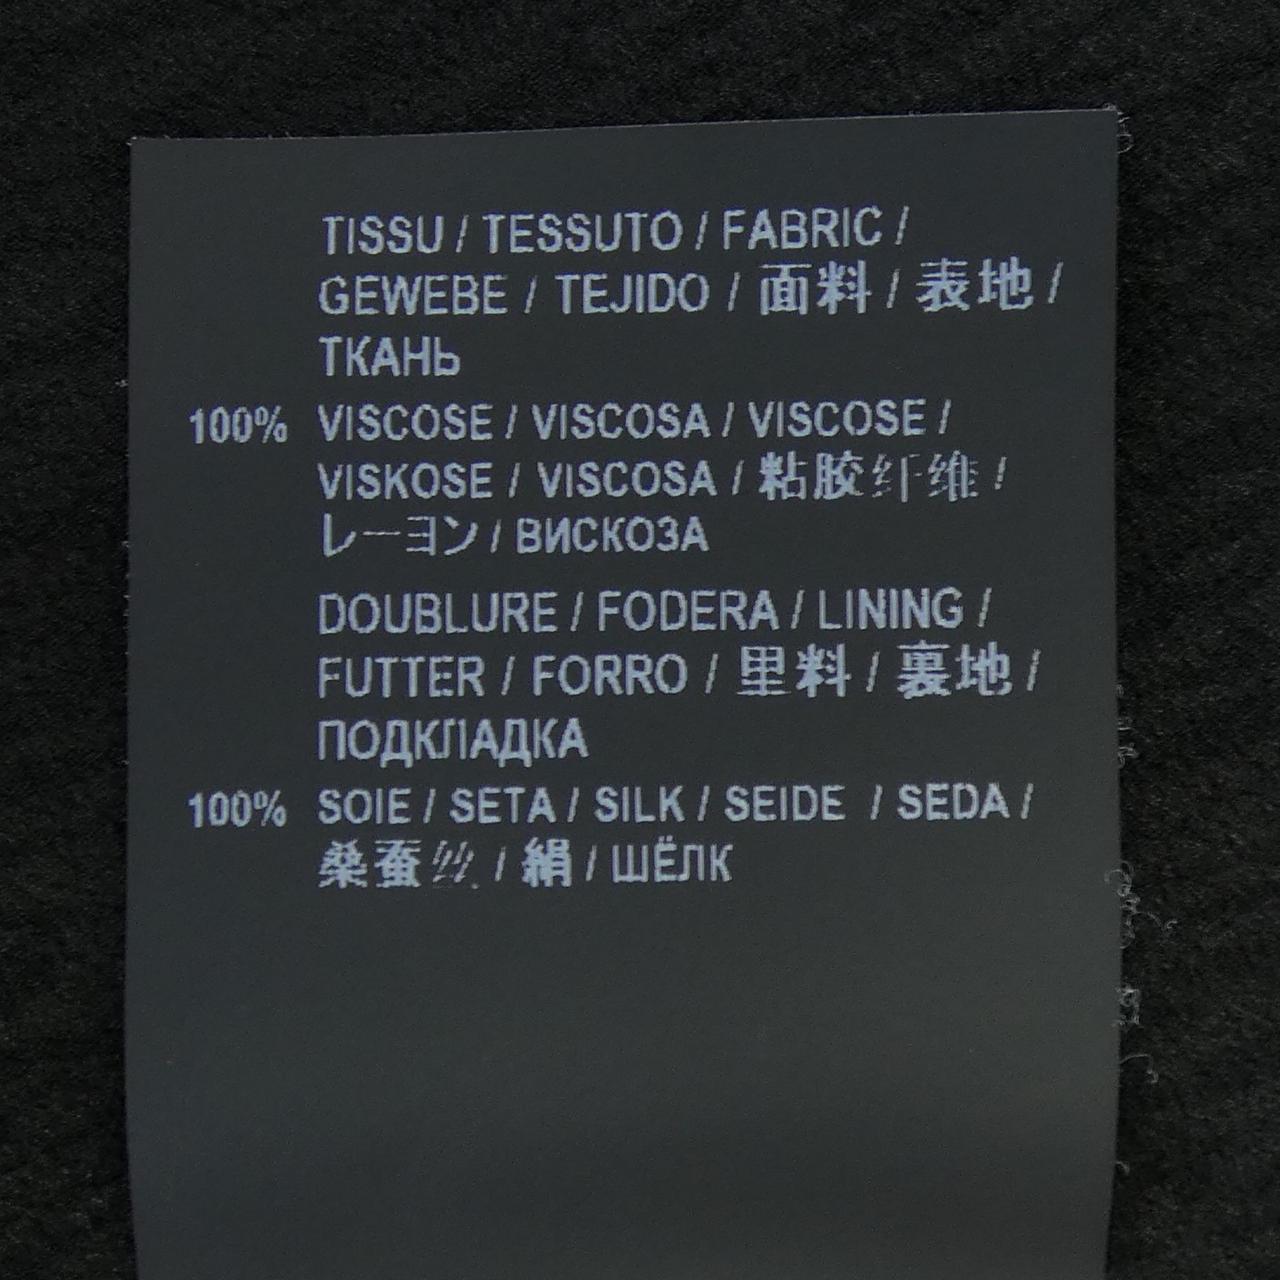 TISSU / TESSUTO / FABRIC /
GEWEBE / TEJIDO / 面料 / 表地 /
ТКАНЬ
100% VISCOSE / VISCOSA / VISCOSE /
VISKOSE / VISCOSA / 粘胶纤维 /
レーヨン / ВИСКОЗА
DOUBLURE / FODERA / LINING /
FUTTER / FORRO / 里料 / 裏地 /
ПОДКЛАДКА
100% SOIE / SETA / SILK / SEIDE / SEDA /
桑蚕丝 / 絹 / ШЁЛК